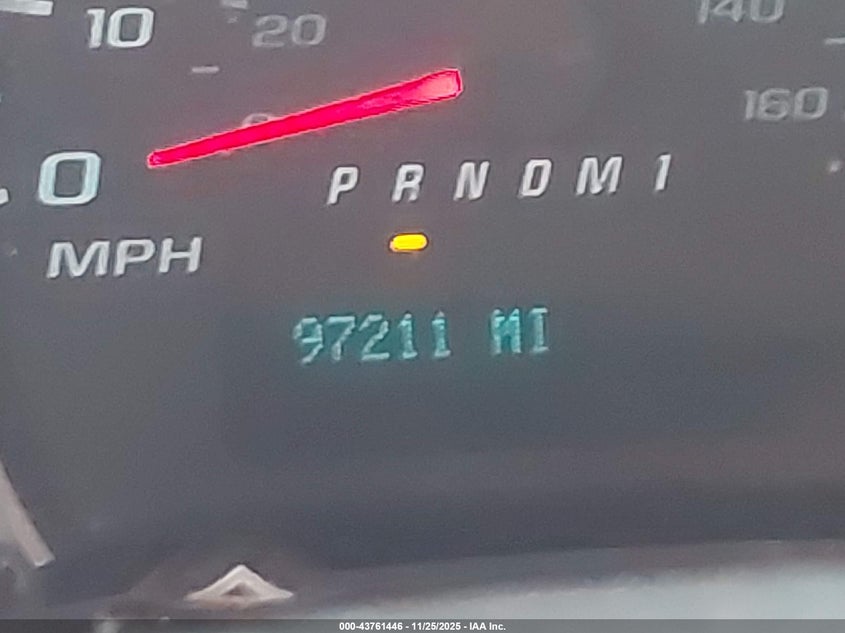 10 20 140
160
0 P R N D M 1
MPH
97211 MI
000-43761446 - 11/25/2025 - IAA Inc.